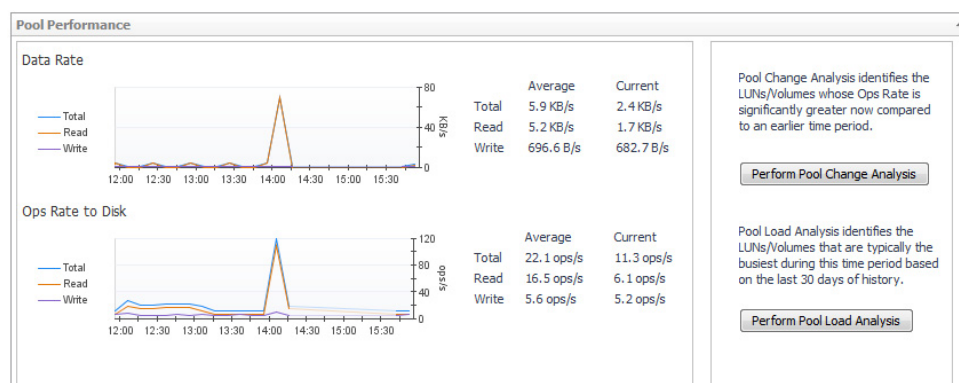 Pool Performance
Data Rate
Total
Read
Write
80
40
0
KB/s
12:00 12:30 13:00 13:30 14:00 14:30 15:00 15:30
Average Current
Total 5.9 KB/s 2.4 KB/s
Read 5.2 KB/s 1.7 KB/s
Write 696.6 B/s 682.7 B/s
Ops Rate to Disk
Total
Read
Write
120
80
40
0
ops/s
12:00 12:30 13:00 13:30 14:00 14:30 15:00 15:30
Average Current
Total 22.1 ops/s 11.3 ops/s
Read 16.5 ops/s 6.1 ops/s
Write 5.6 ops/s 5.2 ops/s
Pool Change Analysis identifies the
LUNs/Volumes whose Ops Rate is
significantly greater now compared
to an earlier time period.
Perform Pool Change Analysis
Pool Load Analysis identifies the
LUNs/Volumes that are typically the
busiest during this time period based
on the last 30 days of history.
Perform Pool Load Analysis